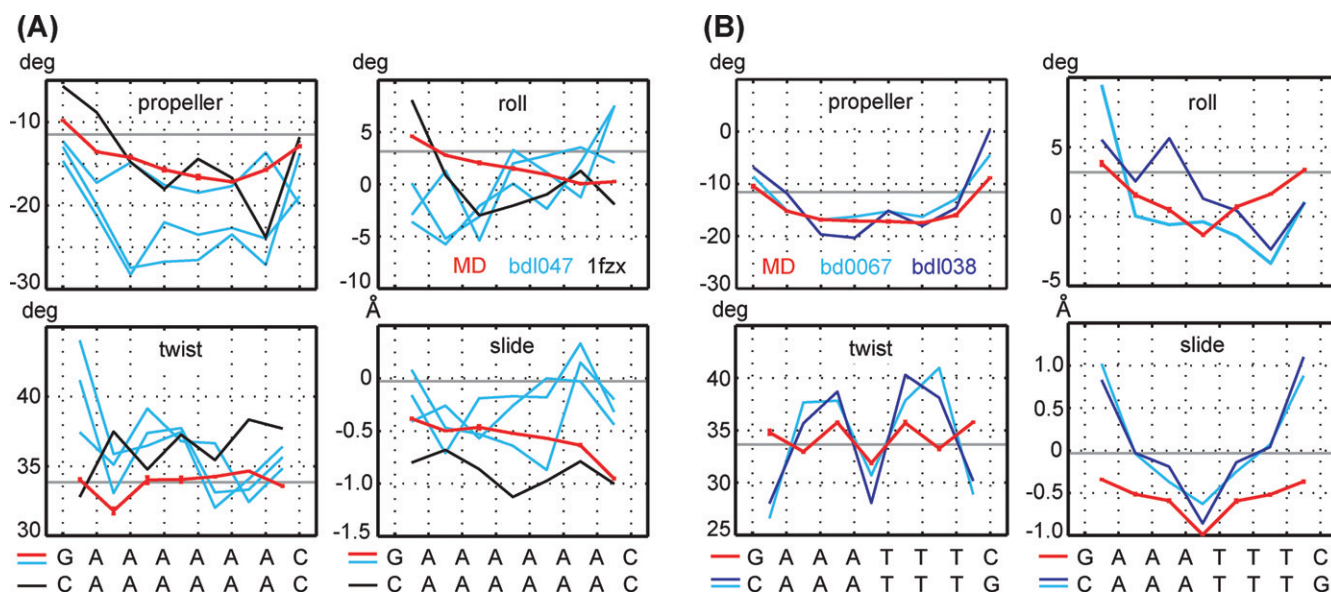 (A)
(B)
deg
deg
deg
deg
propeller
roll
propeller
roll
-10
-20
-30
5
0
-5
-10
0
-10
-20
-30
5
0
-5
MD bdl047 1fzx
MD bd0067 bdl038
deg
Å
deg
Å
twist
slide
twist
slide
40
35
30
0
-0.5
-1.0
-1.5
40
35
30
25
1.0
0.5
0
-0.5
-1.0
G A A A A A A C
G A A A A A A C
G A A A T T T C
G A A A T T T C
C A A A A A A C
C A A A A A A C
C A A A T T T G
C A A A T T T G